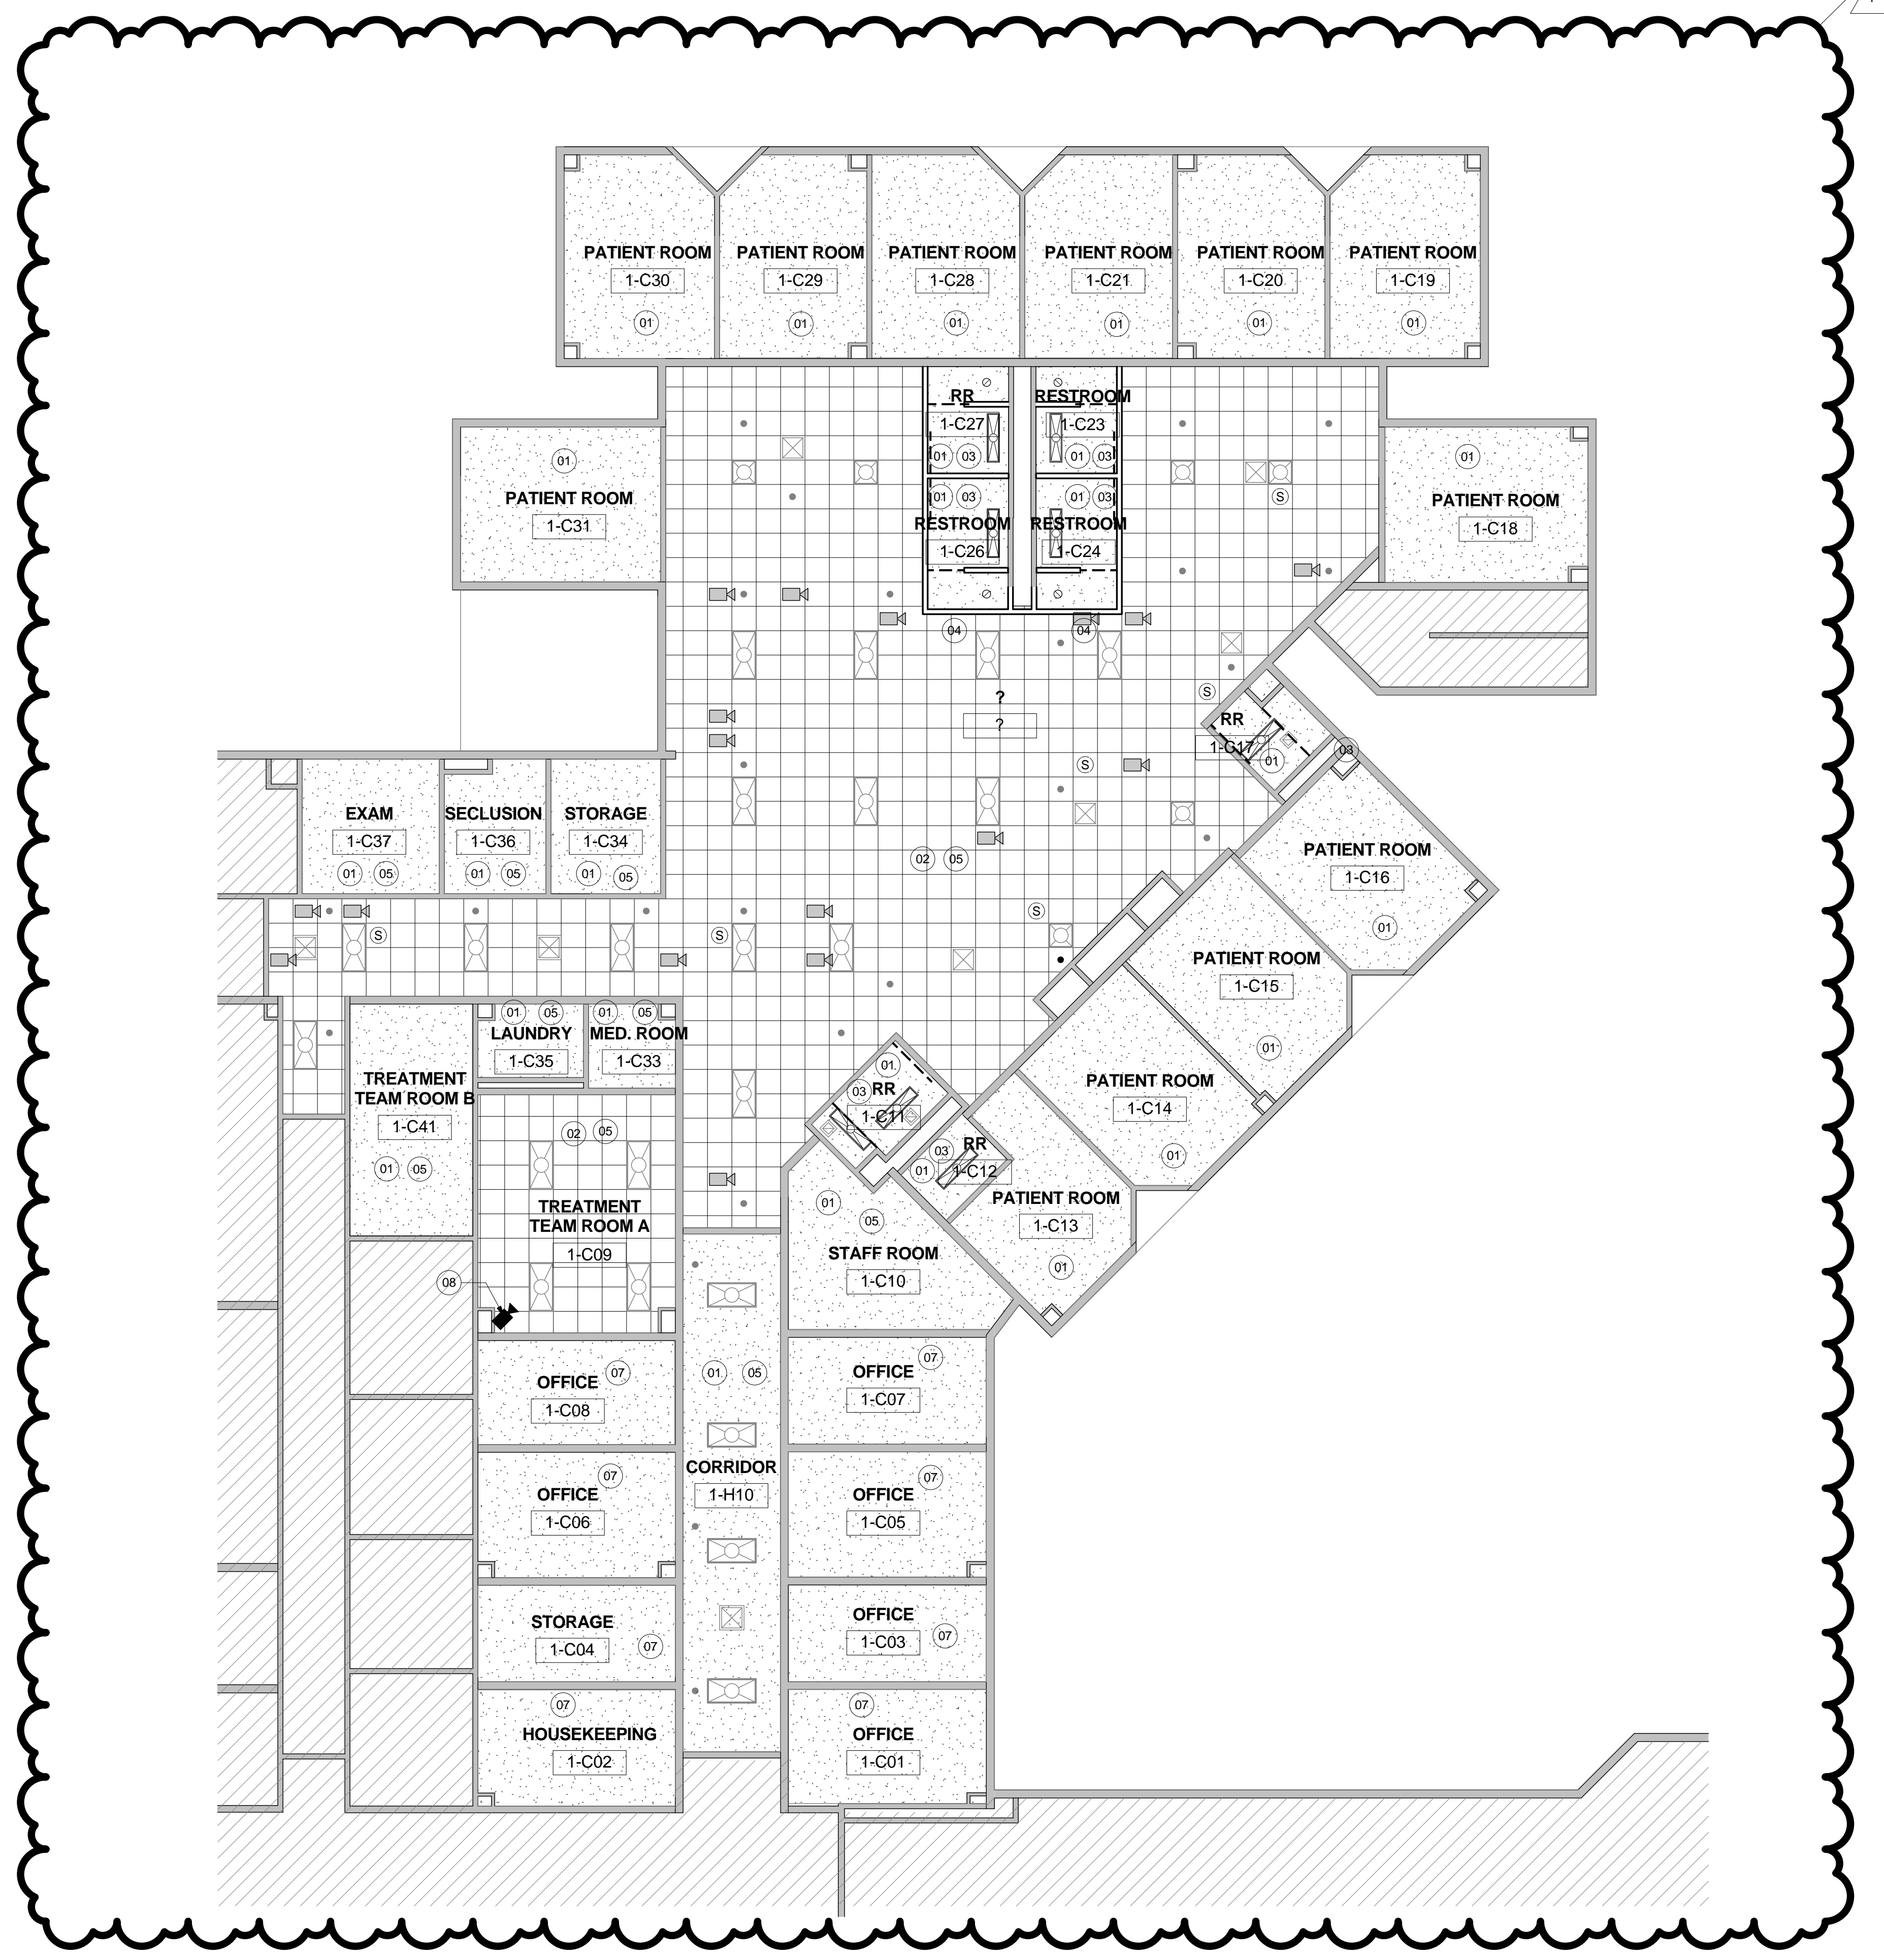 PATIENT ROOM
1-C30
01
PATIENT ROOM
1-C29
01
PATIENT ROOM
1-C28
01
PATIENT ROOM
1-C21
01
PATIENT ROOM
1-C20
01
PATIENT ROOM
1-C19
01
RR
1-C27
01 03
RESTROOM
1-C23
01 03
01 03
RESTROOM
1-C26
01 03
RESTROOM
1-C24
01
PATIENT ROOM
1-C31
01
PATIENT ROOM
1-C18
S
04
04
?
?
S
S
RR
1-C17
01
03
EXAM
1-C37
01 05
SECLUSION
1-C36
01 05
STORAGE
1-C34
01 05
02 05
PATIENT ROOM
1-C16
01
S
S
S
PATIENT ROOM
1-C15
01
01 05
LAUNDRY
1-C35
01 05
MED. ROOM
1-C33
TREATMENT
TEAM ROOM B
1-C41
01 05
01
03
RR
1-C11
PATIENT ROOM
1-C14
01
02 05
TREATMENT
TEAM ROOM A
1-C09
08
03
01
RR
1-C12
PATIENT ROOM
1-C13
01
01
05
STAFF ROOM
1-C10
OFFICE
07
1-C08
01 05
07
OFFICE
1-C07
07
OFFICE
1-C06
CORRIDOR
1-H10
07
OFFICE
1-C05
STORAGE
1-C04
07
OFFICE
1-C03
07
07
HOUSEKEEPING
1-C02
07
OFFICE
1-C01